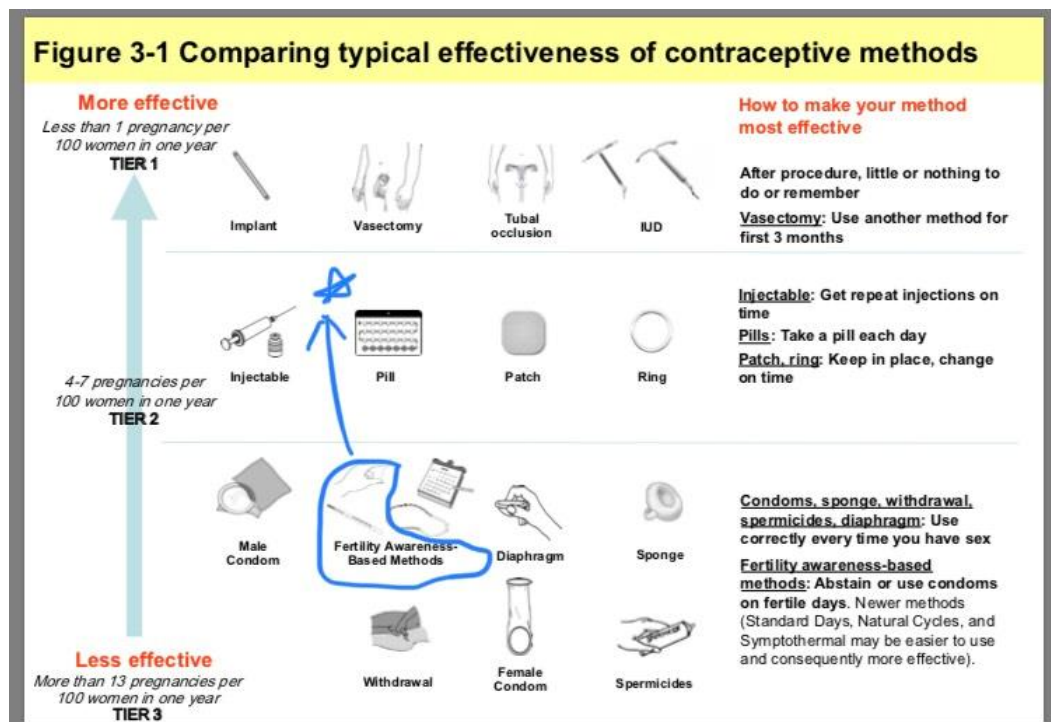 Figure 3-1 Comparing typical effectiveness of contraceptive methods
More effective
Less than 1 pregnancy per
100 women in one year
TIER 1
Implant
Vasectomy
Tubal
occlusion
IUD
How to make your method
most effective
After procedure, little or nothing to
do or remember
Vasectomy: Use another method for
first 3 months
4-7 pregnancies per
100 women in one year
TIER 2
Injectable
Pill
Patch
Ring
Injectable: Get repeat injections on
time
Pills: Take a pill each day
Patch, ring: Keep in place, change
on time
Male
Condom
Fertility Awareness-
Based Methods
Diaphragm
Sponge
Withdrawal
Female
Condom
Spermicides
Condoms, sponge, withdrawal,
spermicides, diaphragm: Use
correctly every time you have sex
Fertility awareness-based
methods: Abstain or use condoms
on fertile days. Newer methods
(Standard Days, Natural Cycles, and
Symptothermal may be easier to use
and consequently more effective).
Less effective
More than 13 pregnancies per
100 women in one year
TIER 3